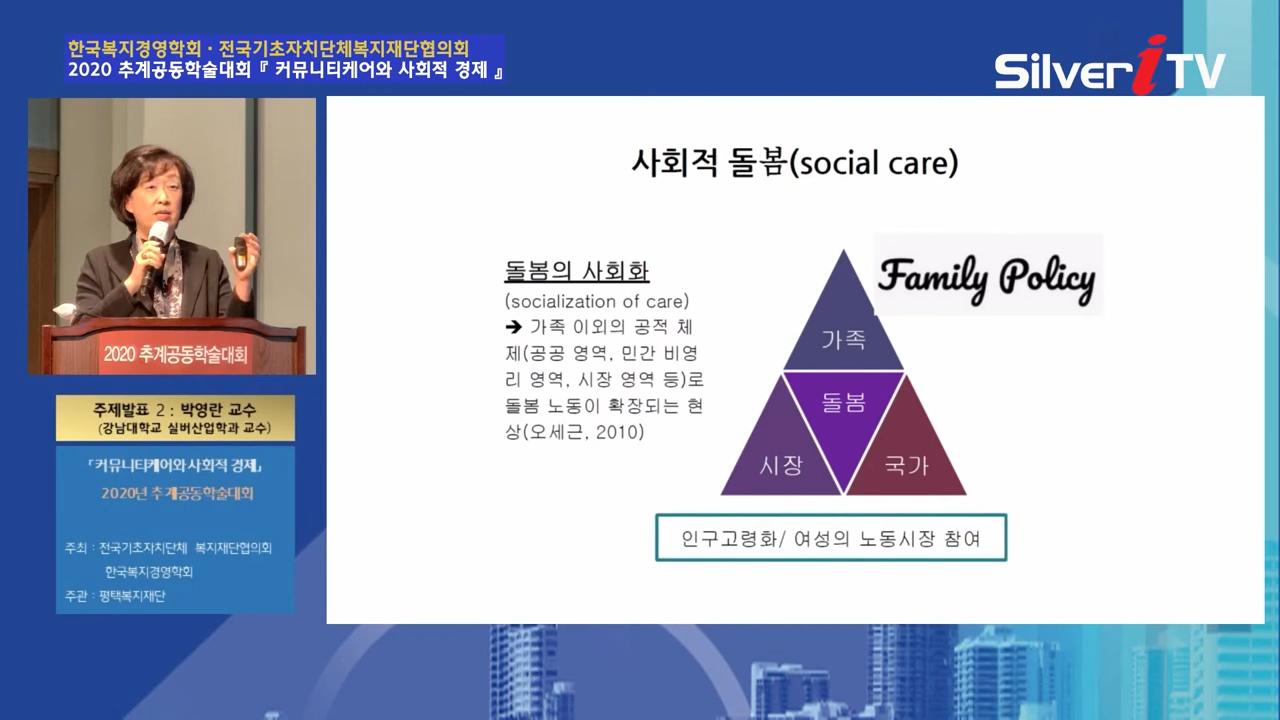 한국복지경영학회 · 전국기초자치단체복지재단협의회
2020 추계공동학술대회 『 커뮤니티케어와 사회적 경제 』
Silver i TV
2020 추계공동학술대회
주제발표 2 : 박영란 교수
(강남대학교 실버산업학과 교수)
『커뮤니티케어와 사회적 경제』
2020년 추계공동학술대회
주최 : 전국기초자치단체 복지재단협의회
한국복지경영학회
주관 : 평택복지재단
사회적 돌봄(social care)
돌봄의 사회화
(socialization of care)
➔ 가족 이외의 공적 체
제(공공 영역, 민간 비영
리 영역, 시장 영역 등)로
돌봄 노동이 확장되는 현
상(오세근, 2010)
Family Policy
가족
돌봄
시장
국가
인구고령화/ 여성의 노동시장 참여